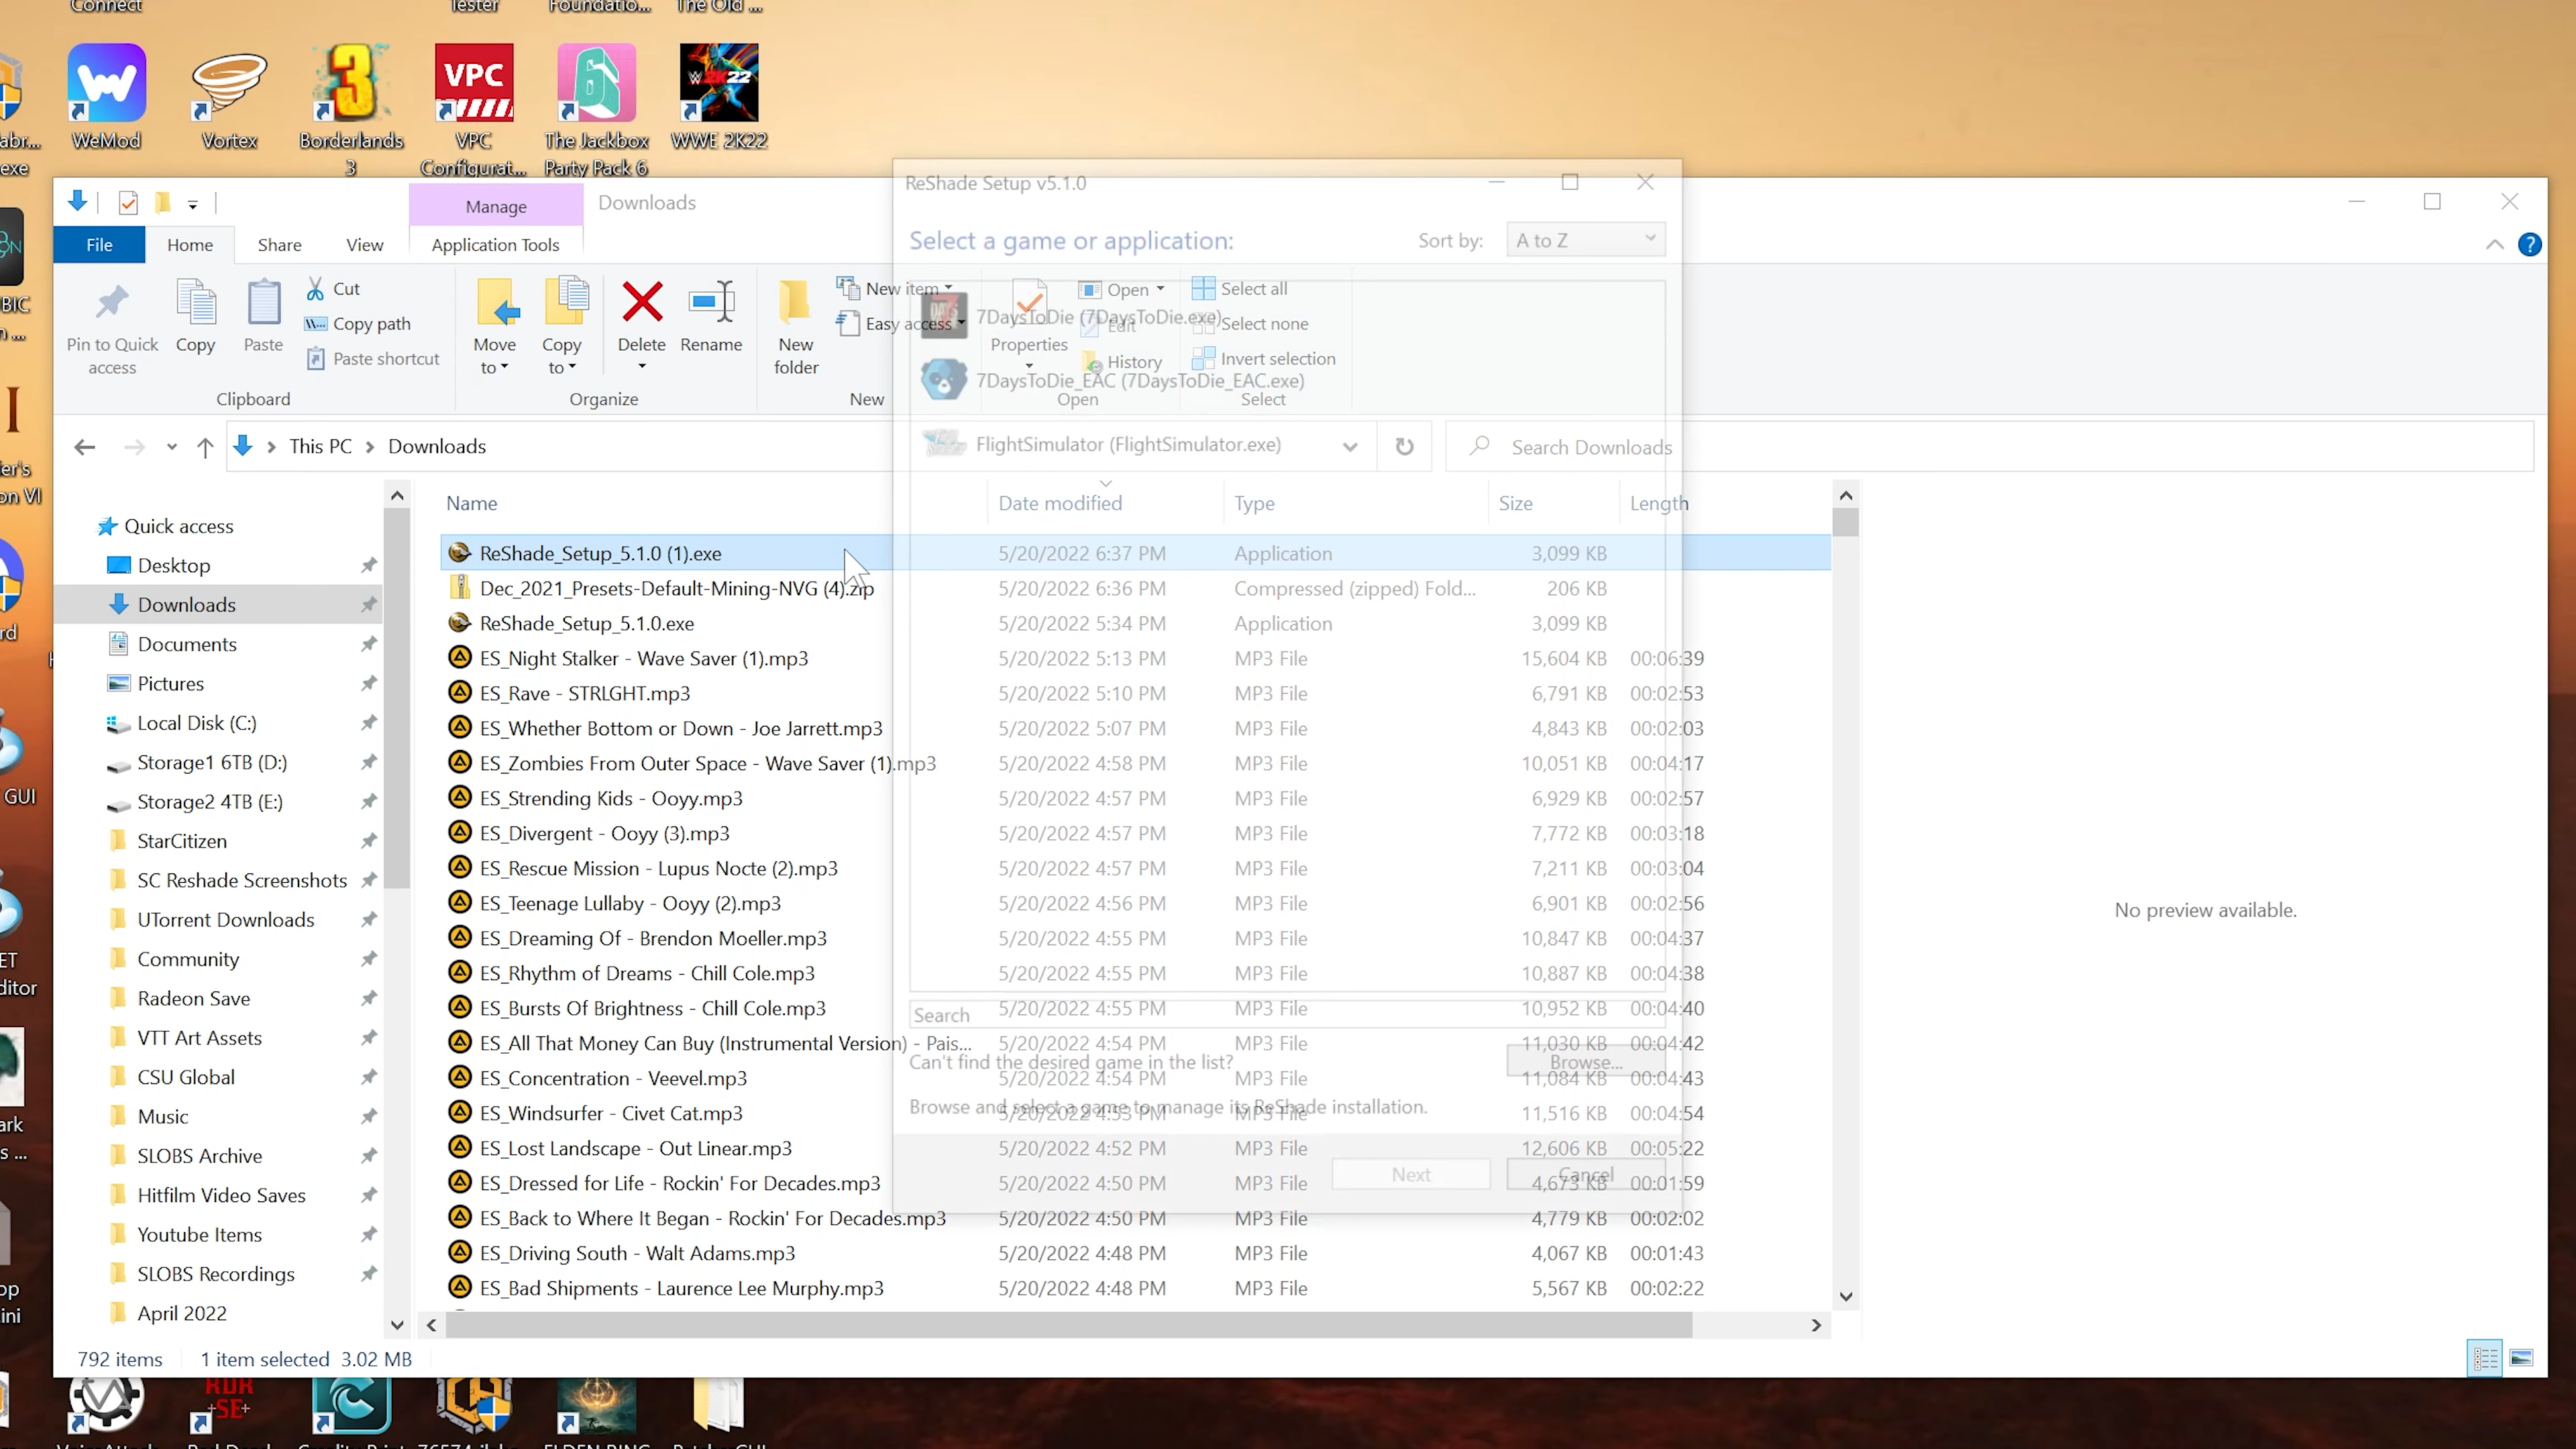 Connect
Tester
Foundatio...
The Old ...
WeMod
Vortex
Borderlands
3
VPC
VPC
Configurat...
The Jackbox
Party Pack 6
WWE 2K22
exe
BIC
on VI
GUI
ET
ditor
Manage
Downloads
File
Home
Share
View
Application Tools
Pin to Quick
access
Copy
Paste
Cut
Copy path
Paste shortcut
Clipboard
Move
to
Copy
to
Delete
Rename
Organize
New
folder
New item
Easy access
New
Properties
Open
Edit
History
Open
Select all
Select none
Invert selection
Select
This PC
Downloads
Search Downloads
ReShade Setup v5.1.0
Select a game or application:
Sort by:
A to Z
7DaysToDie (7DaysToDie.exe)
7DaysToDie_EAC (7DaysToDie_EAC.exe)
FlightSimulator (FlightSimulator.exe)
Search
Can't find the desired game in the list?
Browse...
Browse and select a game to manage its ReShade installation.
Next
Cancel
Quick access
Desktop
Downloads
Documents
Pictures
Local Disk (C:)
Storage1 6TB (D:)
Storage2 4TB (E:)
StarCitizen
SC Reshade Screenshots
UTorrent Downloads
Community
Radeon Save
VTT Art Assets
CSU Global
Music
SLOBS Archive
Hitfilm Video Saves
Youtube Items
SLOBS Recordings
April 2022
Name Date modified Type Size Length
ReShade_Setup_5.1.0 (1).exe 5/20/2022 6:37 PM Application 3,099 KB
Dec_2021_Presets-Default-Mining-NVG (4).zip 5/20/2022 6:36 PM Compressed (zipped) Fold... 206 KB
ReShade_Setup_5.1.0.exe 5/20/2022 5:34 PM Application 3,099 KB
ES_Night Stalker - Wave Saver (1).mp3 5/20/2022 5:13 PM MP3 File 15,604 KB 00:06:39
ES_Rave - STRLGHT.mp3 5/20/2022 5:10 PM MP3 File 6,791 KB 00:02:53
ES_Whether Bottom or Down - Joe Jarrett.mp3 5/20/2022 5:07 PM MP3 File 4,843 KB 00:02:03
ES_Zombies From Outer Space - Wave Saver (1).mp3 5/20/2022 4:58 PM MP3 File 10,051 KB 00:04:17
ES_Strending Kids - Ooyy.mp3 5/20/2022 4:57 PM MP3 File 6,929 KB 00:02:57
ES_Divergent - Ooyy (3).mp3 5/20/2022 4:57 PM MP3 File 7,772 KB 00:03:18
ES_Rescue Mission - Lupus Nocte (2).mp3 5/20/2022 4:57 PM MP3 File 7,211 KB 00:03:04
ES_Teenage Lullaby - Ooyy (2).mp3 5/20/2022 4:56 PM MP3 File 6,901 KB 00:02:56
ES_Dreaming Of - Brendon Moeller.mp3 5/20/2022 4:55 PM MP3 File 10,847 KB 00:04:37
ES_Rhythm of Dreams - Chill Cole.mp3 5/20/2022 4:55 PM MP3 File 10,887 KB 00:04:38
ES_Bursts Of Brightness - Chill Cole.mp3 5/20/2022 4:55 PM MP3 File 10,952 KB 00:04:40
ES_All That Money Can Buy (Instrumental Version) - Pais... 5/20/2022 4:54 PM MP3 File 11,030 KB 00:04:42
ES_Concentration - Veevel.mp3 5/20/2022 4:54 PM MP3 File 11,084 KB 00:04:43
ES_Windsurfer - Civet Cat.mp3 5/20/2022 4:53 PM MP3 File 11,516 KB 00:04:54
ES_Lost Landscape - Out Linear.mp3 5/20/2022 4:52 PM MP3 File 12,606 KB 00:05:22
ES_Dressed for Life - Rockin' For Decades.mp3 5/20/2022 4:50 PM MP3 File 4,673 KB 00:01:59
ES_Back to Where It Began - Rockin' For Decades.mp3 5/20/2022 4:50 PM MP3 File 4,779 KB 00:02:02
ES_Driving South - Walt Adams.mp3 5/20/2022 4:48 PM MP3 File 4,067 KB 00:01:43
ES_Bad Shipments - Laurence Lee Murphy.mp3 5/20/2022 4:48 PM MP3 File 5,567 KB 00:02:22
No preview available.
792 items
1 item selected 3.02 MB